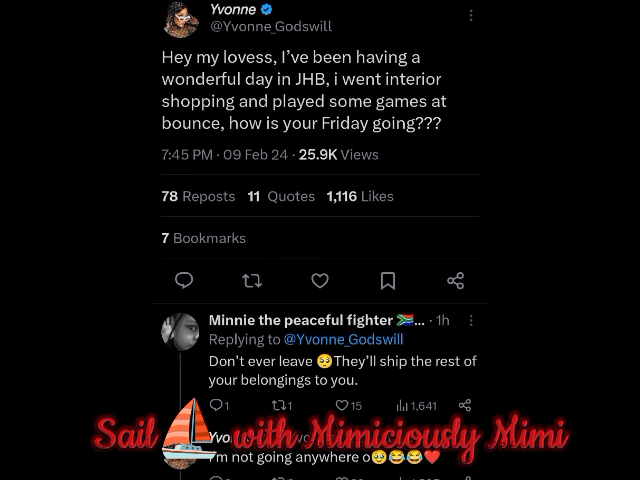 Yvonne
@Yvonne_Godswill
Hey my lovess, I’ve been having a
wonderful day in JHB, i went interior
shopping and played some games at
bounce, how is your Friday going???
7:45 PM · 09 Feb 24 · 25.9K Views
78 Reposts 11 Quotes 1,116 Likes
7 Bookmarks
Minnie the peaceful fighter 🇿🇦... · 1h
Replying to @Yvonne_Godswill
Don’t ever leave 🥺They’ll ship the rest of
your belongings to you.
1 1 15 1,641
Sail with Mimiciously Mimi
I’m not going anywhere o🥹😂😂❤️